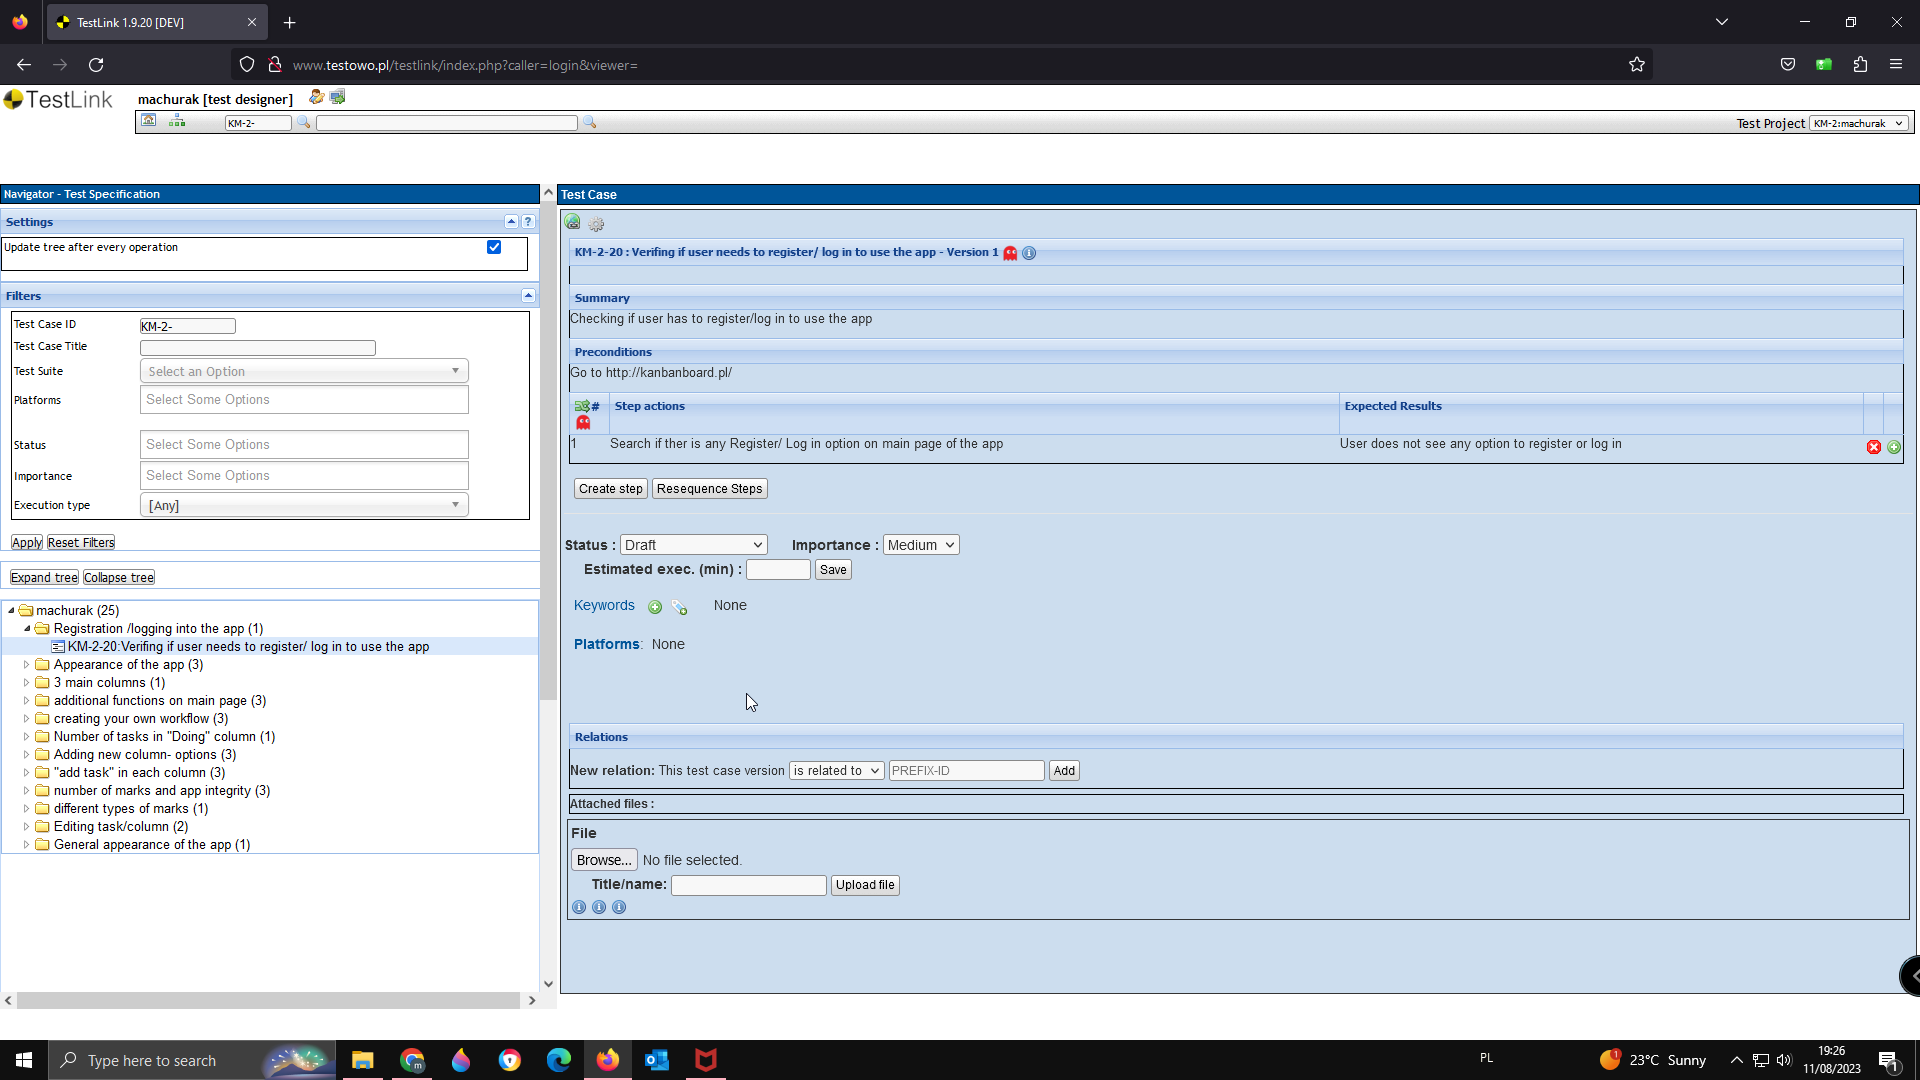 TestLink 1.9.20 [DEV]
www.testowo.pl/testlink/index.php?caller=login&viewer=
TestLink
machurak [test designer]
KM-2-
Test Project KM-2:machurak
Navigator - Test Specification
Settings
Update tree after every operation
Filters
Test Case ID KM-2-
Test Case Title
Test Suite Select an Option
Platforms Select Some Options
Status Select Some Options
Importance Select Some Options
Execution type [Any]
Apply Reset Filters
Expand tree Collapse tree
machurak (25)
Registration /logging into the app (1)
KM-2-20:Verifing if user needs to register/ log in to use the app
Appearance of the app (3)
3 main columns (1)
additional functions on main page (3)
creating your own workflow (3)
Number of tasks in "Doing" column (1)
Adding new column- options (3)
"add task" in each column (3)
number of marks and app integrity (3)
different types of marks (1)
Editing task/column (2)
General appearance of the app (1)
Test Case
KM-2-20 : Verifing if user needs to register/ log in to use the app - Version 1
Summary
Checking if user has to register/log in to use the app
Preconditions
Go to http://kanbanboard.pl/
# Step actions Expected Results
1 Search if ther is any Register/ Log in option on main page of the app User does not see any option to register or log in
Create step Resequence Steps
Status : Draft Importance : Medium
Estimated exec. (min) : Save
Keywords None
Platforms: None
Relations
New relation: This test case version is related to PREFIX-ID Add
Attached files :
File
Browse... No file selected.
Title/name: Upload file
Type here to search
PL
1
23°C Sunny
19:26
11/08/2023
1